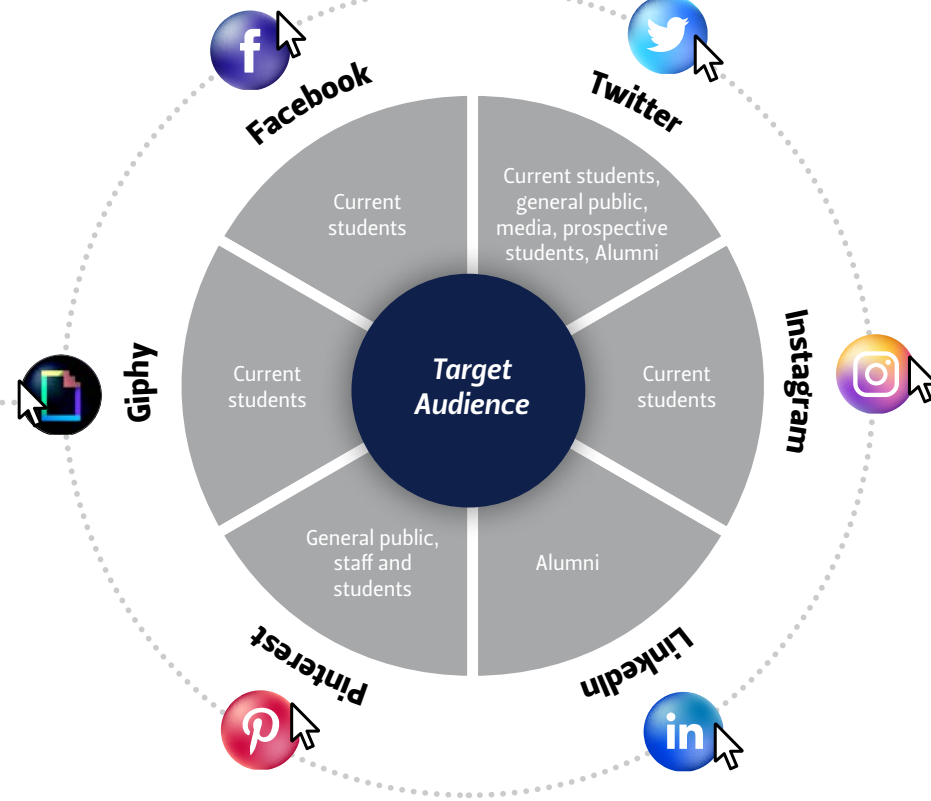 Facebook
Current
students
Twitter
Current students,
general public,
media, prospective
students, Alumni
Giphy
Current
students
Target
Audience
Current
students
Instagram
Pinterest
General public,
staff and
students
Alumni
LinkedIn
f
in